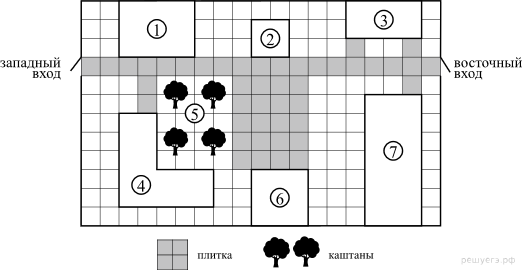 1
2
3
западный
вход
восточный
вход
5
7
4
6
плитка
каштаны
решуегэ.рф